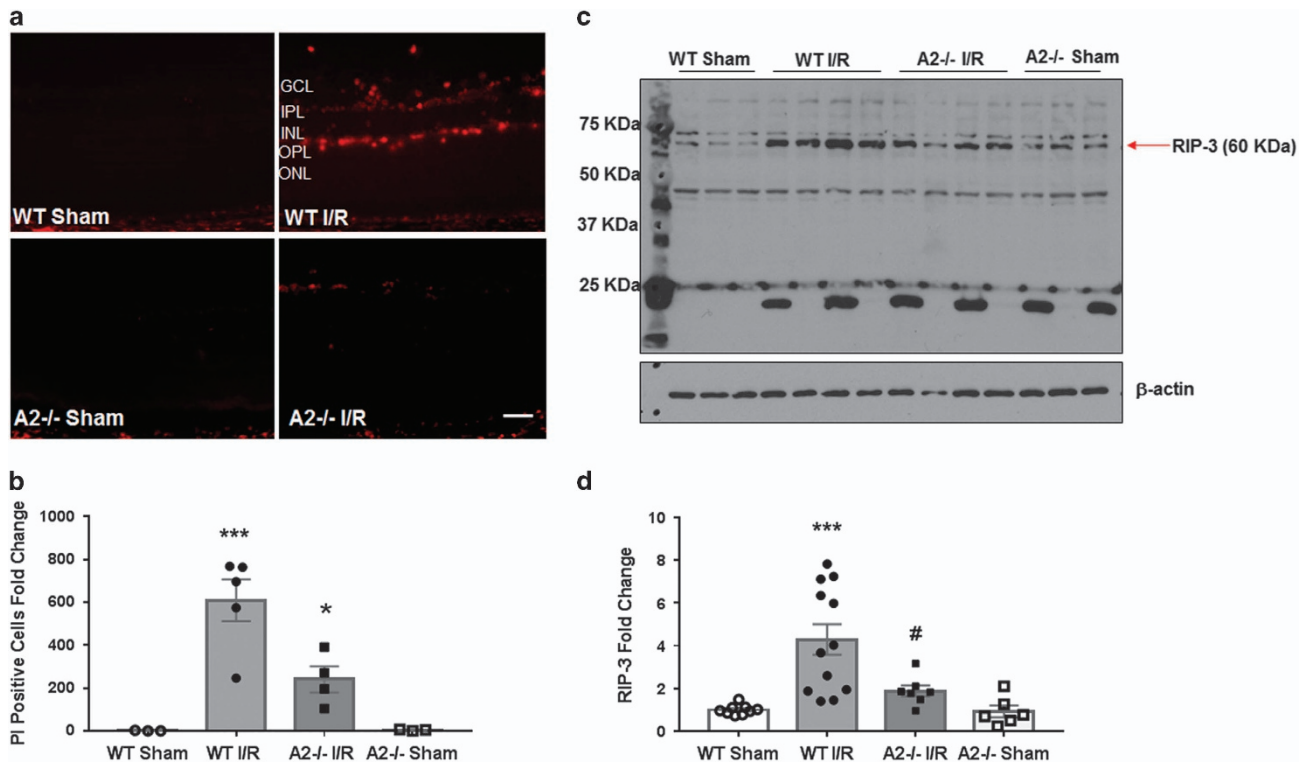 a
GCL
IPL
INL
OPL
ONL
WT Sham
WT I/R
A2-/- Sham
A2-/- I/R
b
PI Positive Cells Fold Change
1000
800
600
400
200
0
***
*
WT Sham
WT I/R
A2-/- I/R
A2-/- Sham
c
WT Sham
WT I/R
A2-/- I/R
A2-/- Sham
75 KDa
50 KDa
37 KDa
25 KDa
RIP-3 (60 KDa)
β-actin
d
RIP-3 Fold Change
10
8
6
4
2
0
***
#
WT Sham
WT I/R
A2-/- I/R
A2-/- Sham